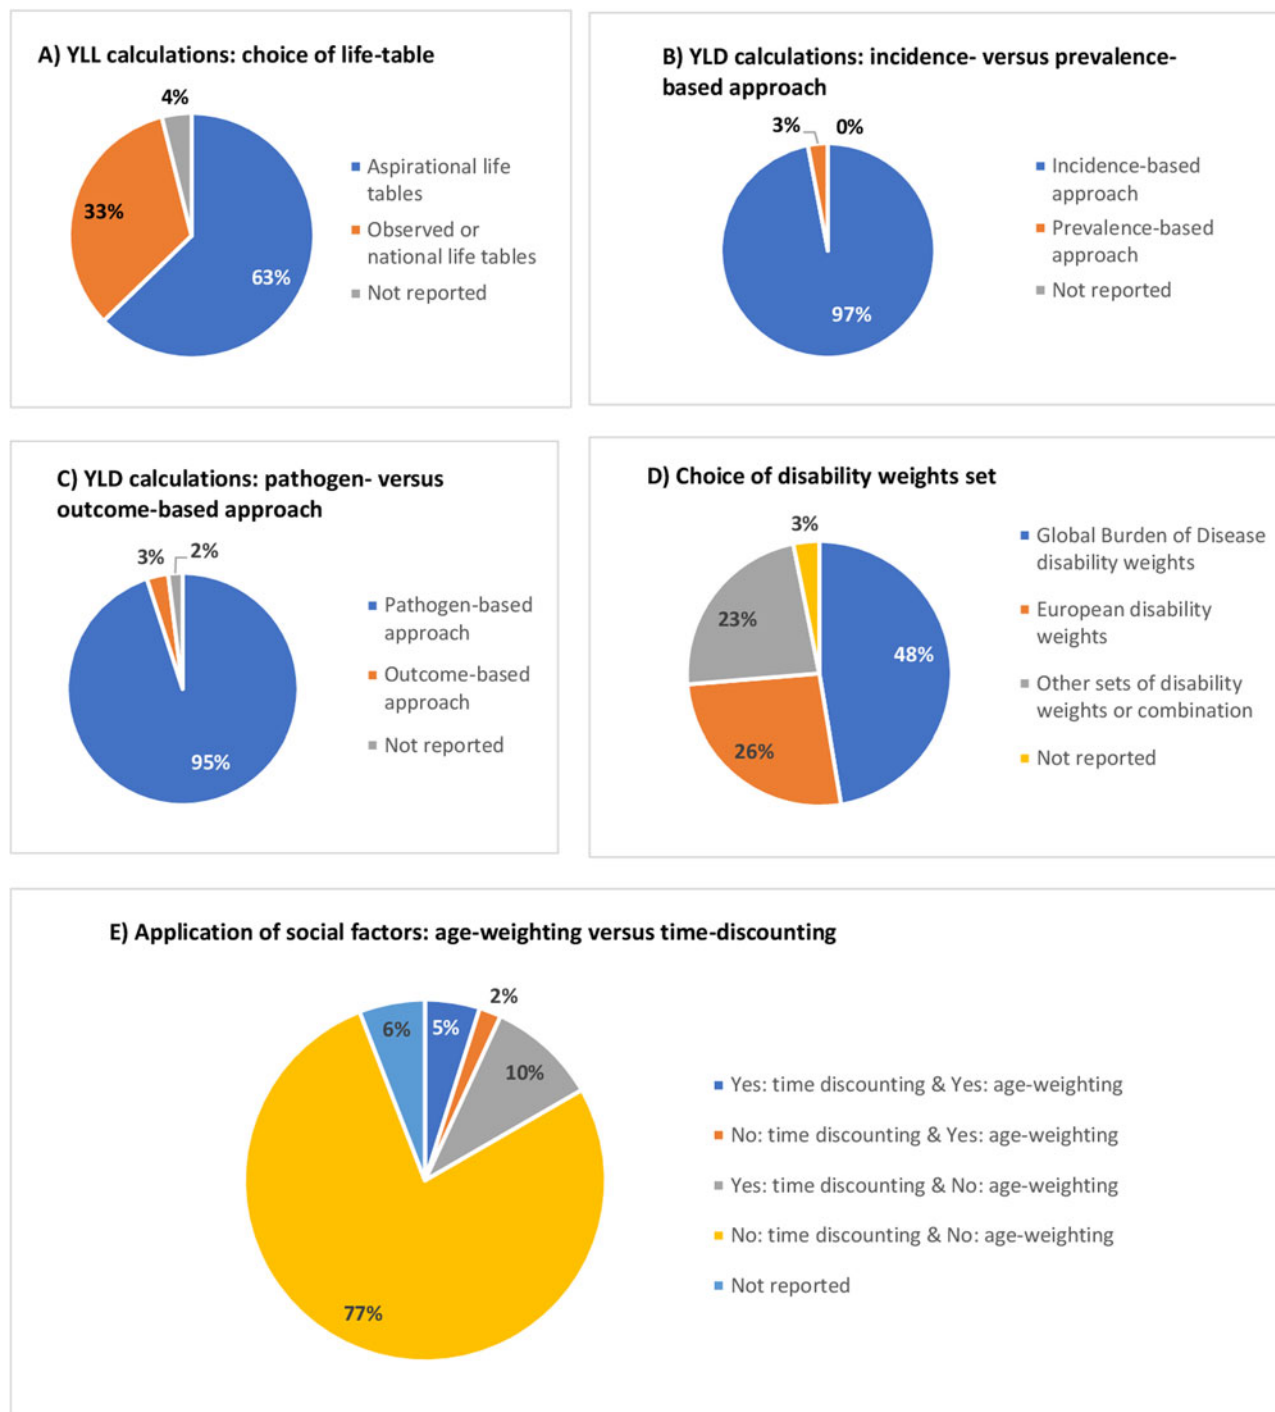 A) YLL calculations: choice of life-table
4%
33%
63%
Aspirational life
tables
Observed or
national life tables
Not reported
B) YLD calculations: incidence- versus prevalence-
based approach
3%
0%
97%
Incidence-based
approach
Prevalence-based
approach
Not reported
C) YLD calculations: pathogen- versus
outcome-based approach
3%
2%
95%
Pathogen-based
approach
Outcome-based
approach
Not reported
D) Choice of disability weights set
3%
23%
48%
26%
Global Burden of Disease
disability weights
European disability
weights
Other sets of disability
weights or combination
Not reported
E) Application of social factors: age-weighting versus time-discounting
2%
6%
5%
10%
77%
Yes: time discounting & Yes: age-weighting
No: time discounting & Yes: age-weighting
Yes: time discounting & No: age-weighting
No: time discounting & No: age-weighting
Not reported